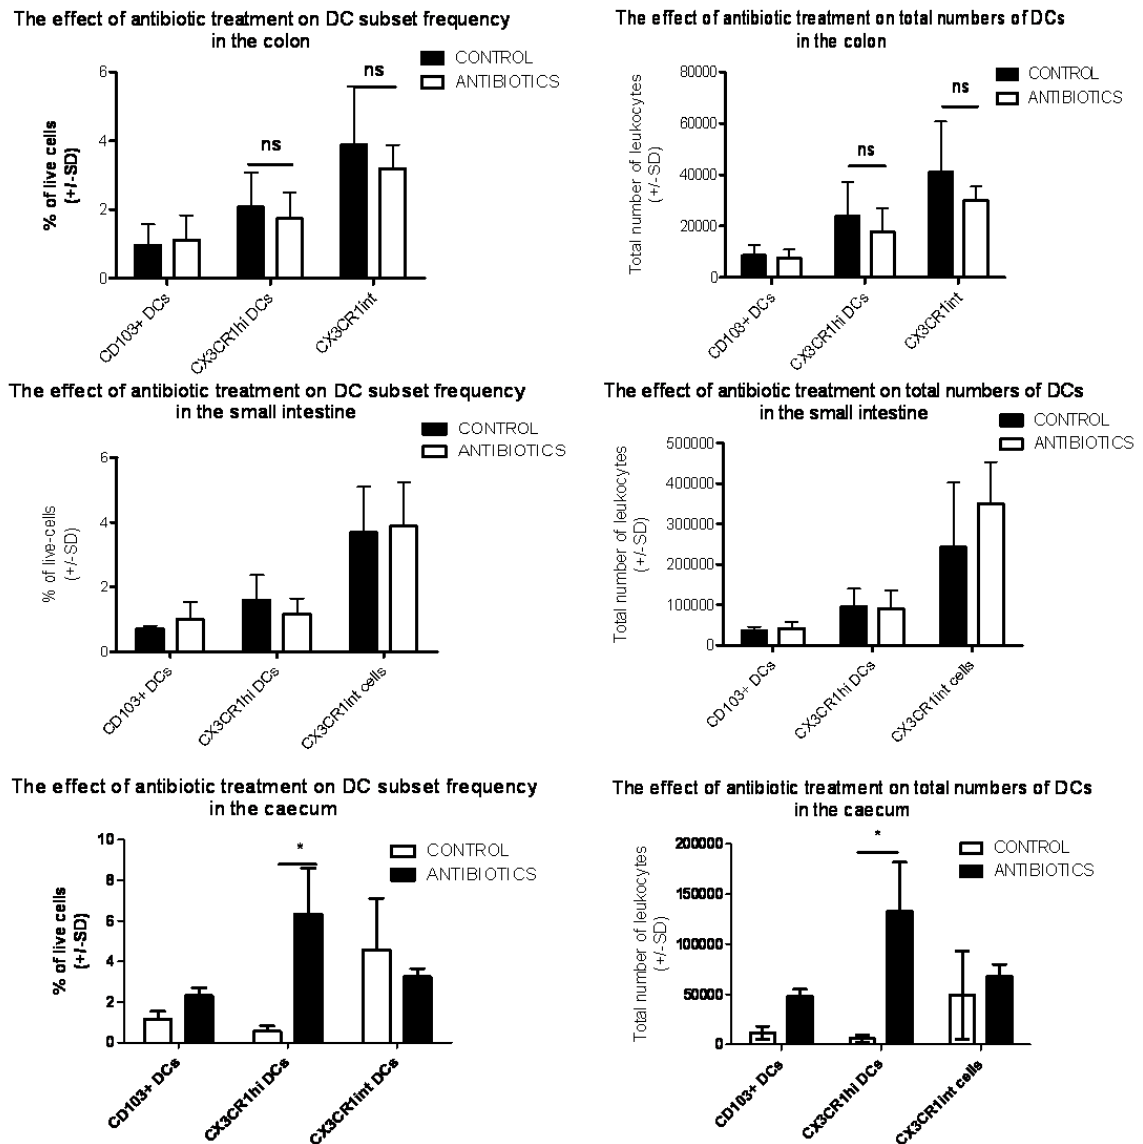 The effect of antibiotic treatment on DC subset frequency
in the colon
CONTROL
ANTIBIOTICS
ns
ns
6
4
2
0
% of live cells
(+/-SD)
CD103+ DCs
CX3CR1hi DCs
CX3CR1int
The effect of antibiotic treatment on total numbers of DCs
in the colon
CONTROL
ANTIBIOTICS
ns
ns
80000
60000
40000
20000
0
Total number of leukocytes
(+/-SD)
CD103+ DCs
CX3CR1hi DCs
CX3CR1int
The effect of antibiotic treatment on DC subset frequency
in the small intestine
CONTROL
ANTIBIOTICS
6
4
2
0
% of live-cells
(+/-SD)
CD103+ DCs
CX3CR1hi DCs
CX3CR1int cells
The effect of antibiotic treatment on total numbers of DCs
in the small intestine
CONTROL
ANTIBIOTICS
500000
400000
300000
200000
100000
0
Total number of leukocytes
(+/-SD)
CD103+ DCs
CX3CR1hi DCs
CX3CR1int cells
The effect of antibiotic treatment on DC subset frequency
in the caecum
CONTROL
ANTIBIOTICS
*
10
8
6
4
2
0
% of live cells
(+/-SD)
CD103+ DCs
CX3CR1hi DCs
CX3CR1int DCs
The effect of antibiotic treatment on total numbers of DCs
in the caecum
CONTROL
ANTIBIOTICS
*
200000
150000
100000
50000
0
Total number of leukocytes
(+/-SD)
CD103+ DCs
CX3CR1hi DCs
CX3CR1int cells